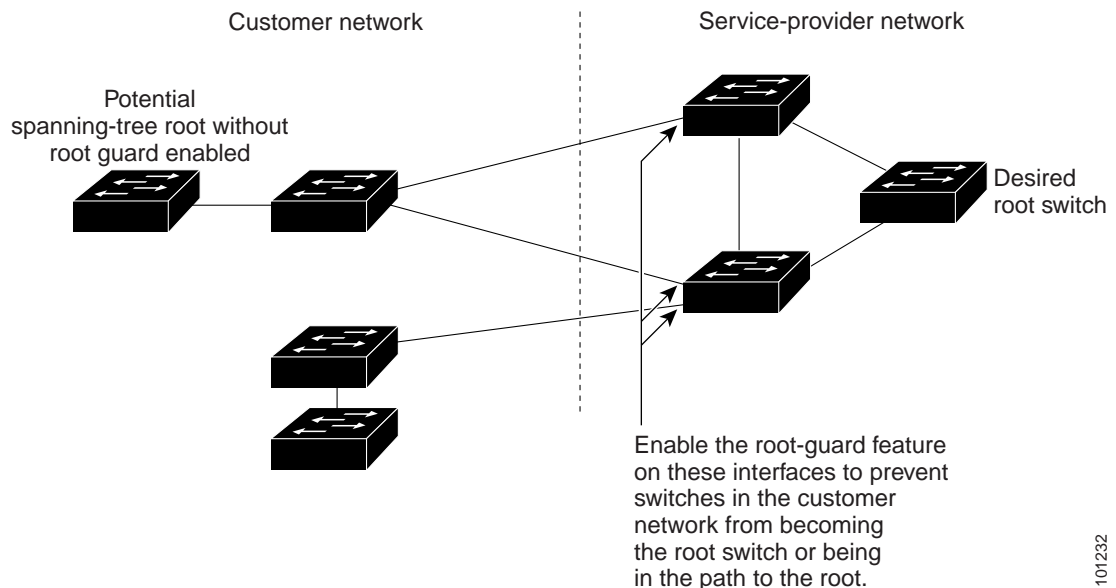 Customer network
Service-provider network
Potential
spanning-tree root without
root guard enabled
Desired
root switch
Enable the root-guard feature
on these interfaces to prevent
switches in the customer
network from becoming
the root switch or being
in the path to the root.
101232